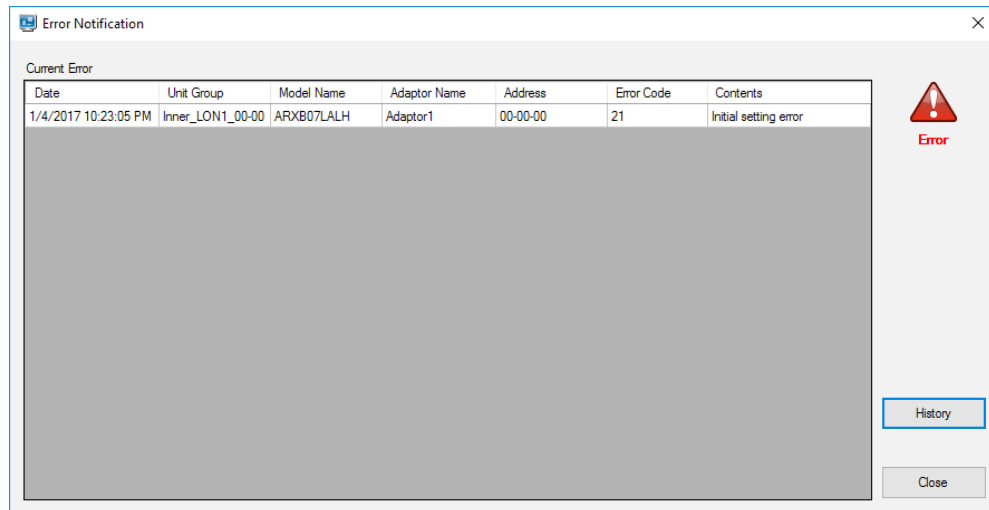 Error Notification
Current Error
Date Unit Group Model Name Adaptor Name Address Error Code Contents
1/4/2017 10:23:05 PM Inner_LON1_00-00 ARXB07LALH Adaptor1 00-00-00 21 Initial setting error
Error
History
Close